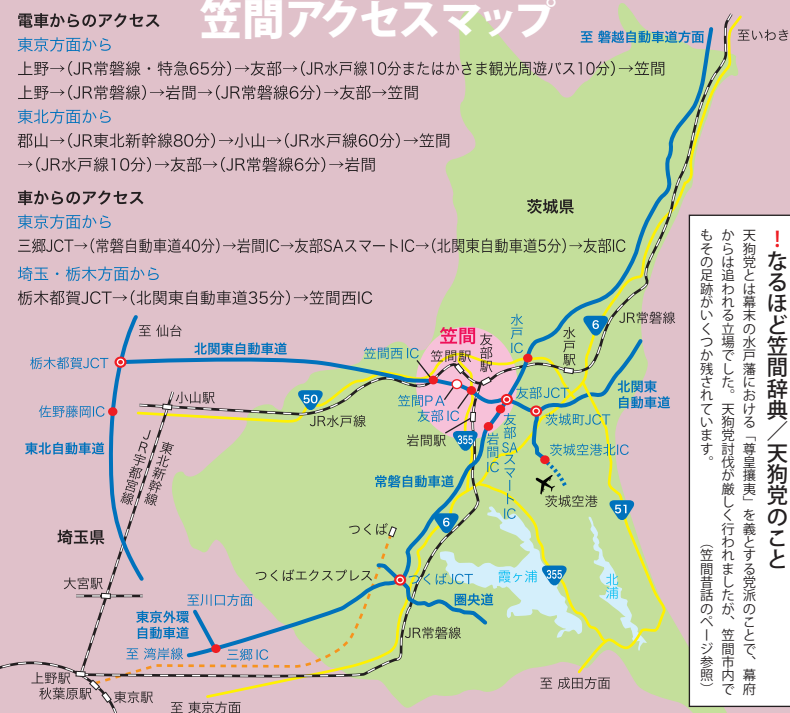 笠間アクセスマップ
電車からのアクセス
東京方面から
上野→（JR常磐線・特急65分）→友部→（JR水戸線10分またはかさま観光周遊バス10分）→笠間
上野→（JR常磐線）→岩間→（JR常磐線6分）→友部→笠間
東北方面から
郡山→（JR東北新幹線80分）→小山→（JR水戸線60分）→笠間
→（JR水戸線10分）→友部→（JR常磐線6分）→岩間
車からのアクセス
東京方面から
三郷JCT→（常磐自動車道40分）→岩間IC→友部SAスマートIC→（北関東自動車道5分）→友部IC
埼玉・栃木方面から
栃木都賀JCT→（北関東自動車道35分）→笠間西IC
至 磐越自動車道方面
至いわき
茨城県
！なるほど笠間辞典／天狗党のこと
天狗党とは幕末の水戸藩における「尊皇攘夷」を義とする党派のことで、幕府
からは追われる立場でした。天狗党討伐が厳しく行われましたが、笠間市内で
もその足跡がいくつか残されています。
（笠間昔話のページ参照）
至 仙台
北関東自動車道
栃木都賀JCT
佐野藤岡IC
東北自動車道
小山駅
50
JR水戸線
東北新幹線
JR宇都宮線
笠間
笠間西IC
笠間駅
友部駅
水戸IC
水戸駅
6
JR常磐線
笠間PA
友部IC
岩間駅
355
岩間IC
友部SAスマートIC
友部JCT
茨城町JCT
北関東
自動車道
茨城空港北IC
茨城空港
51
常磐自動車道
6
埼玉県
大宮駅
つくば
つくばエクスプレス
つくばJCT
圏央道
霞ヶ浦
355
北浦
至川口方面
東京外環
自動車道
至 湾岸線
三郷IC
JR常磐線
上野駅
秋葉原駅
東京駅
至 東京方面
至 成田方面